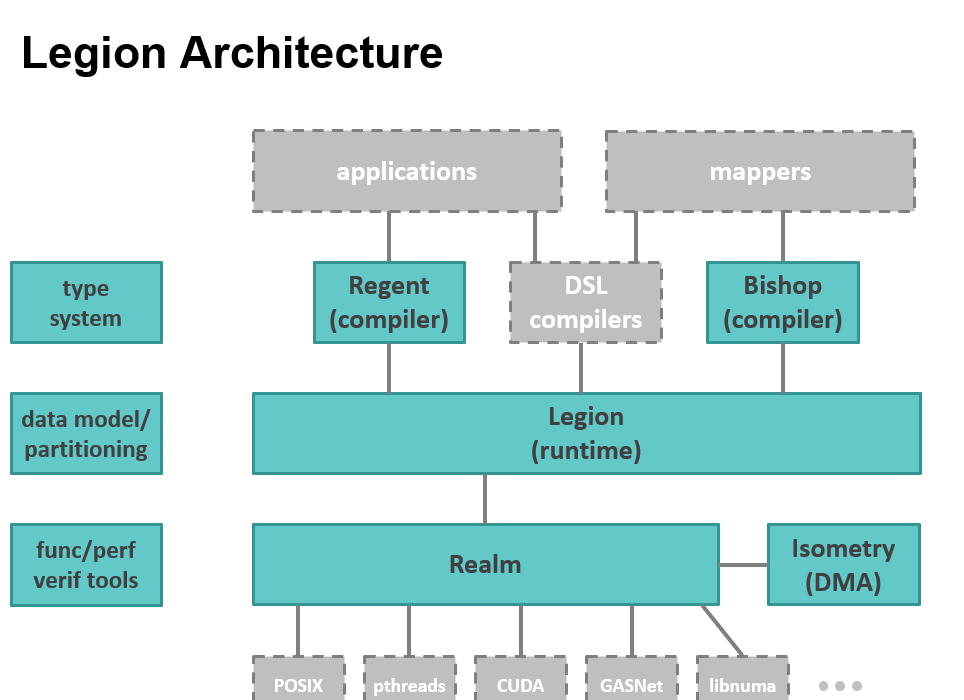 Legion Architecture
applications
mappers
type
system
Regent
(compiler)
DSL
compilers
Bishop
(compiler)
data model/
partitioning
Legion
(runtime)
func/perf
verif tools
Realm
Isometry
(DMA)
POSIX
pthreads
CUDA
GASNet
libnuma